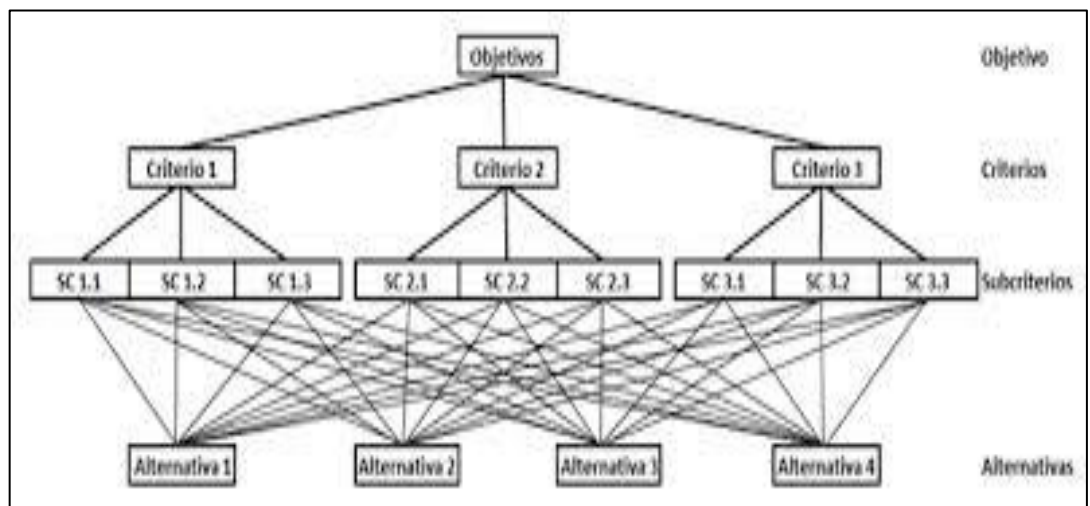 Objetivos Objetivo
Criterio 1 Criterio 2 Criterio 3 Criterios
SC 1.1 SC 1.2 SC 1.3 SC 2.1 SC 2.2 SC 2.3 SC 3.1 SC 3.2 SC 3.3 Subcriterios
Alternativa 1 Alternativa 2 Alternativa 3 Alternativa 4 Alternativas